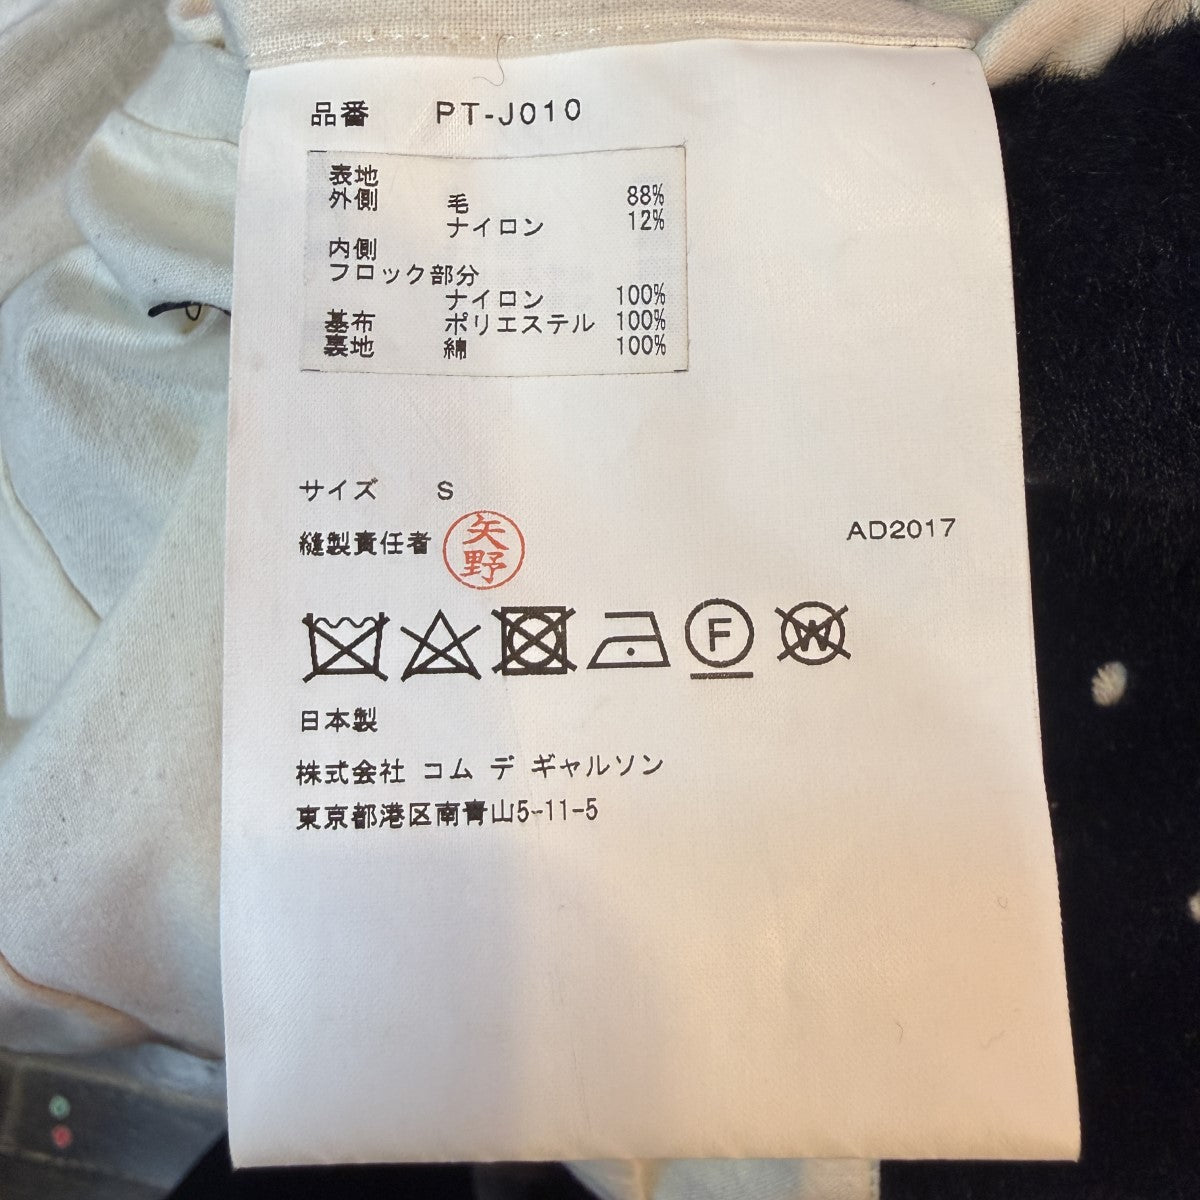 品番 PT-J010
表地
外側 毛 88%
ナイロン 12%
内側
フロック部分
ナイロン 100%
基布 ポリエステル 100%
裏地 綿 100%
サイズ S
縫製責任者 矢野
AD2017
F W
日本製
株式会社 コム デ ギャルソン
東京都港区南青山5-11-5